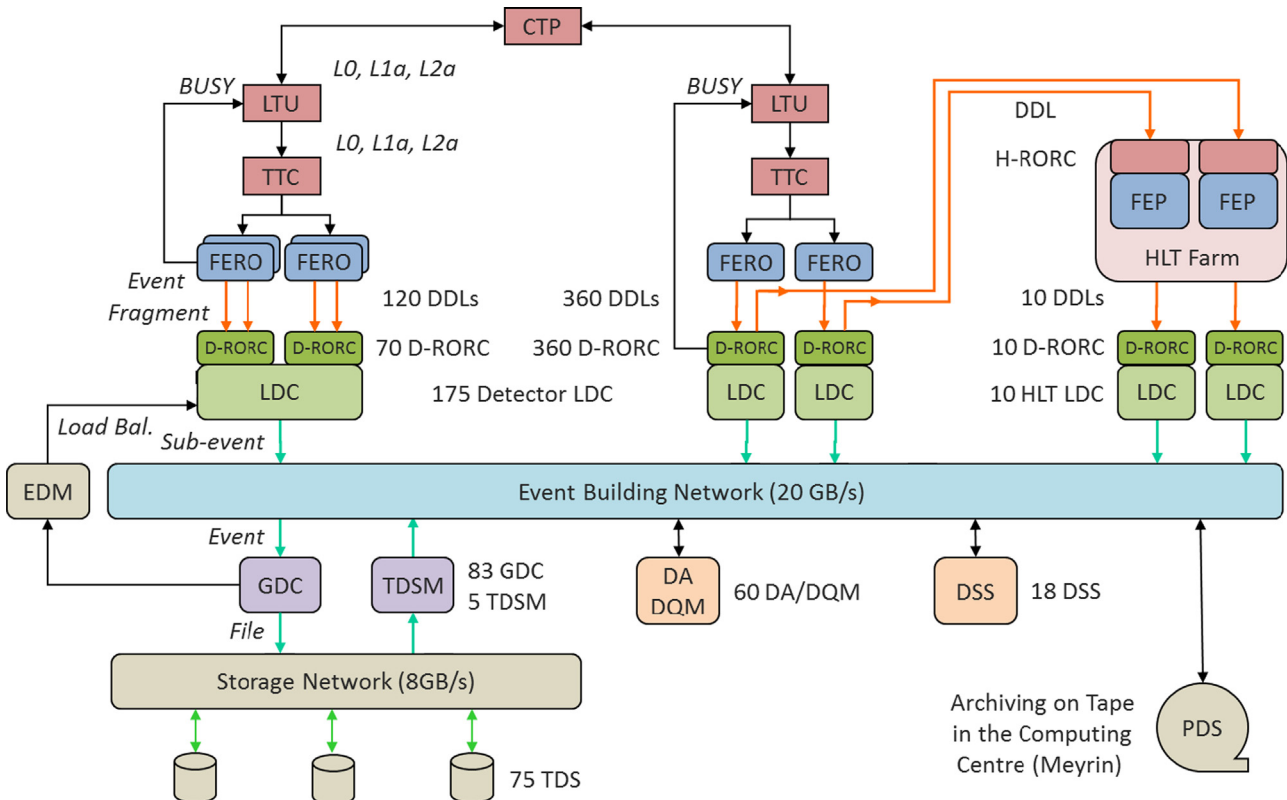 CTP
L0, L1a, L2a
BUSY
BUSY
LTU
LTU
DDL
L0, L1a, L2a
H-RORC
TTC
TTC
FEP
FEP
FERO
FERO
FERO
FERO
HLT Farm
Event
Fragment
120 DDLs
360 DDLs
10 DDLs
D-RORC
D-RORC
70 D-RORC
360 D-RORC
D-RORC
D-RORC
10 D-RORC
D-RORC
D-RORC
LDC
175 Detector LDC
LDC
LDC
10 HLT LDC
LDC
LDC
Load Bal.
Sub-event
EDM
Event Building Network (20 GB/s)
Event
GDC
TDSM
83 GDC
5 TDSM
DA
DQM
60 DA/DQM
DSS
18 DSS
File
Storage Network (8GB/s)
Archiving on Tape
in the Computing
Centre (Meyrin)
PDS
75 TDS